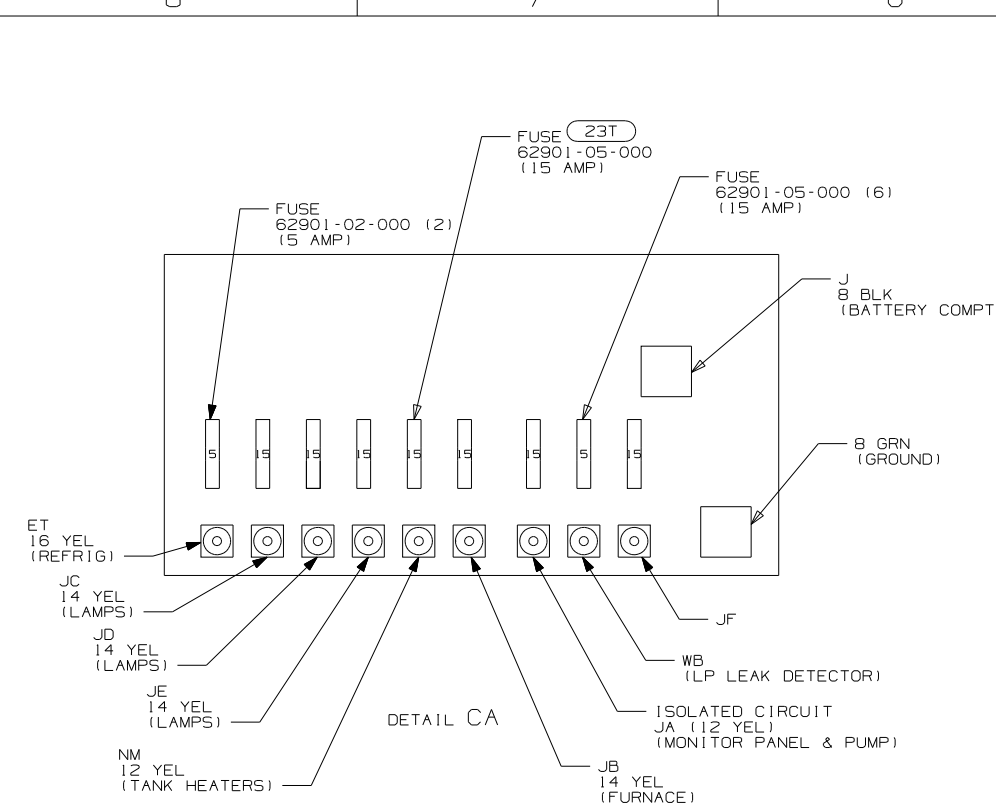 FUSE 23T
62901-05-000
(15 AMP)
FUSE
62901-05-000 (6)
(15 AMP)
FUSE
62901-02-000 (2)
(5 AMP)
J
8 BLK
(BATTERY COMPT
5 15 15 15 15 15 15 5 15
8 GRN
(GROUND)
ET
16 YEL
(REFRIG)
JC
14 YEL
(LAMPS)
JD
14 YEL
(LAMPS)
JE
14 YEL
(LAMPS)
NM
12 YEL
(TANK HEATERS)
DETAIL CA
JF
WB
(LP LEAK DETECTOR)
ISOLATED CIRCUIT
JA (12 YEL)
(MONITOR PANEL & PUMP)
JB
14 YEL
(FURNACE)